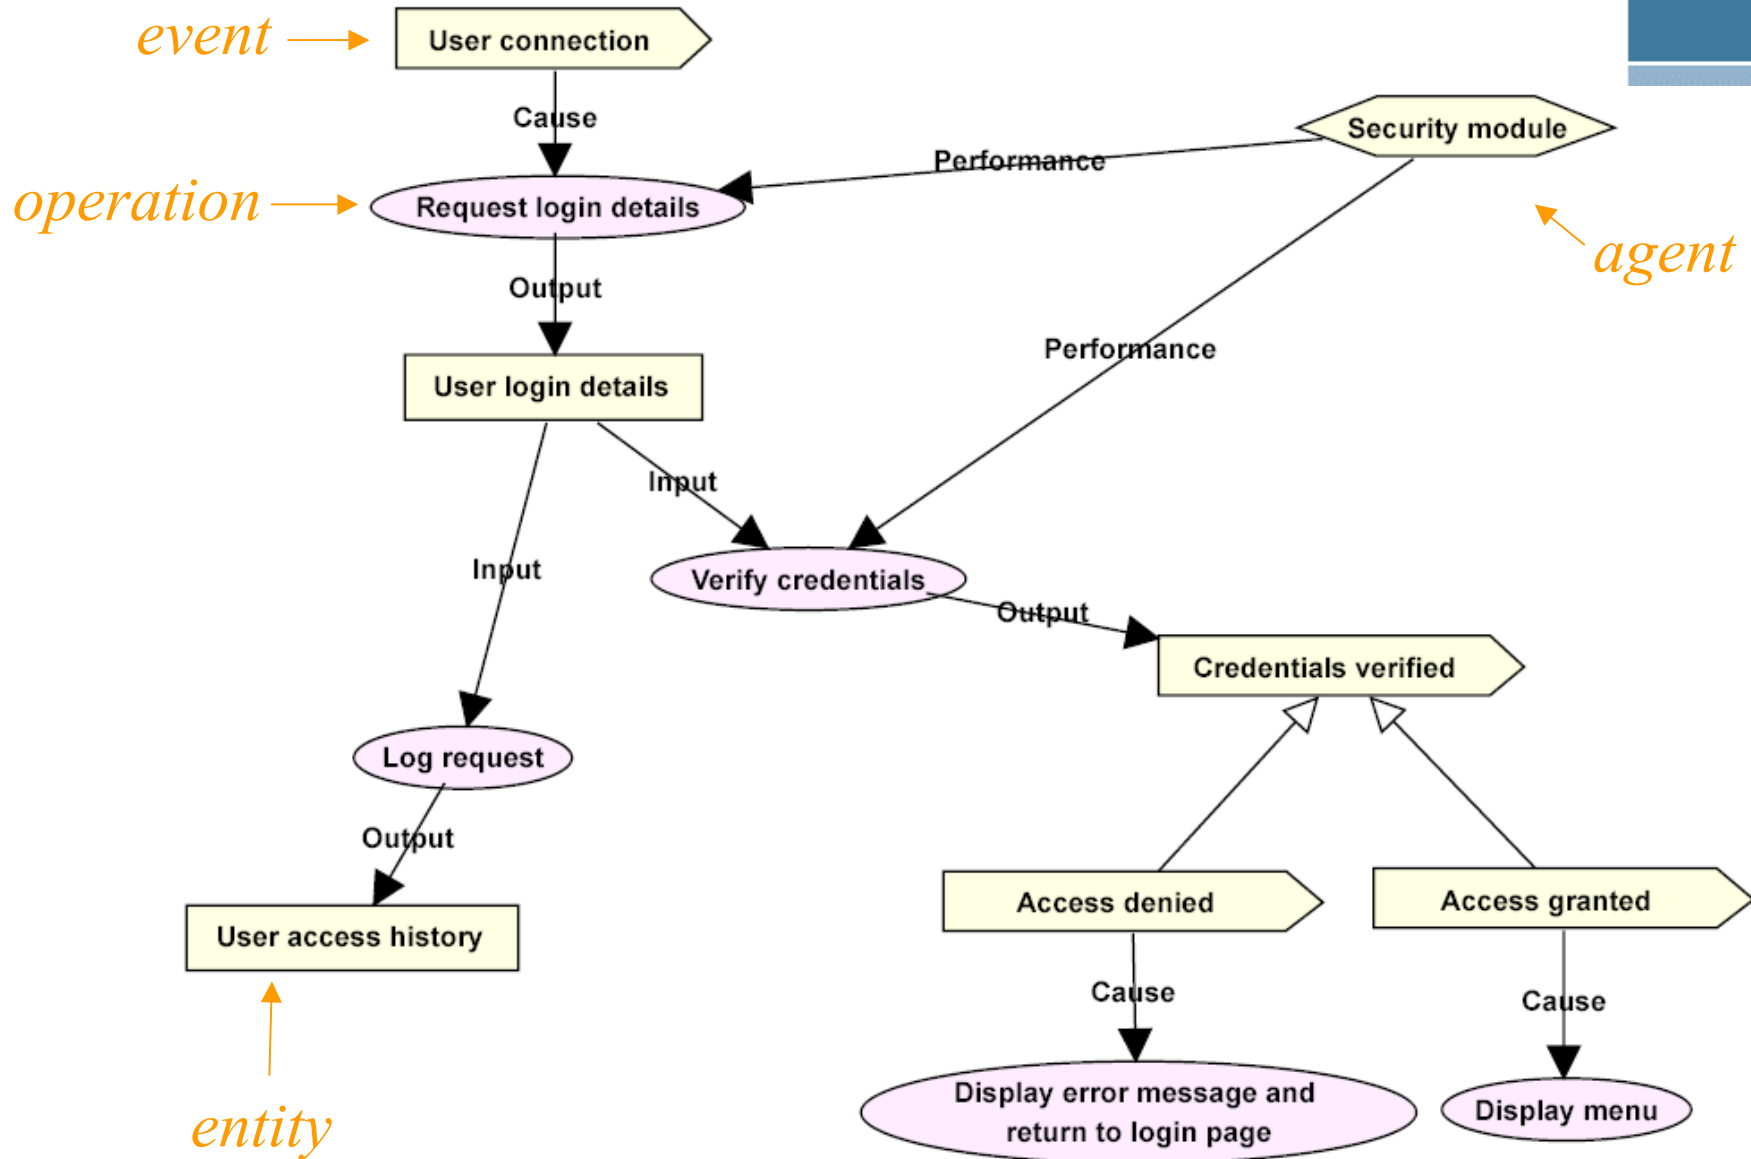 event
User connection
Cause
Security module
Performance
operation
Request login details
agent
Output
Performance
User login details
Input
Input
Verify credentials
Output
Credentials verified
Log request
Output
Access denied
Access granted
User access history
Cause
Cause
Display error message and
return to login page
Display menu
entity